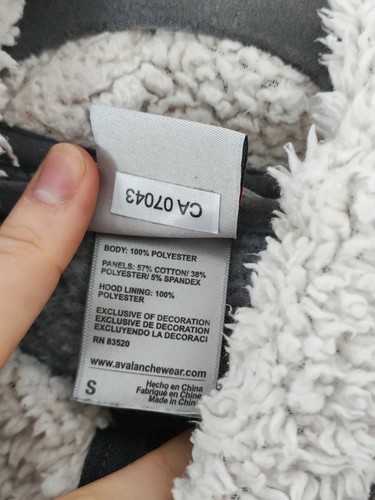 CA 07043
BODY: 100% POLYESTER
PANELS: 57% COTTON/ 38%
POLYESTER/ 5% SPANDEX
HOOD LINING: 100%
POLYESTER
EXCLUSIVE OF DECORATION
EXCLUSIVE DE DECORATION
EXCLUYENDO LA DECORACI
RN 83520
www.avalanchewear.com
S
Hecho en China
Fabriqué en Chine
Made in Chin